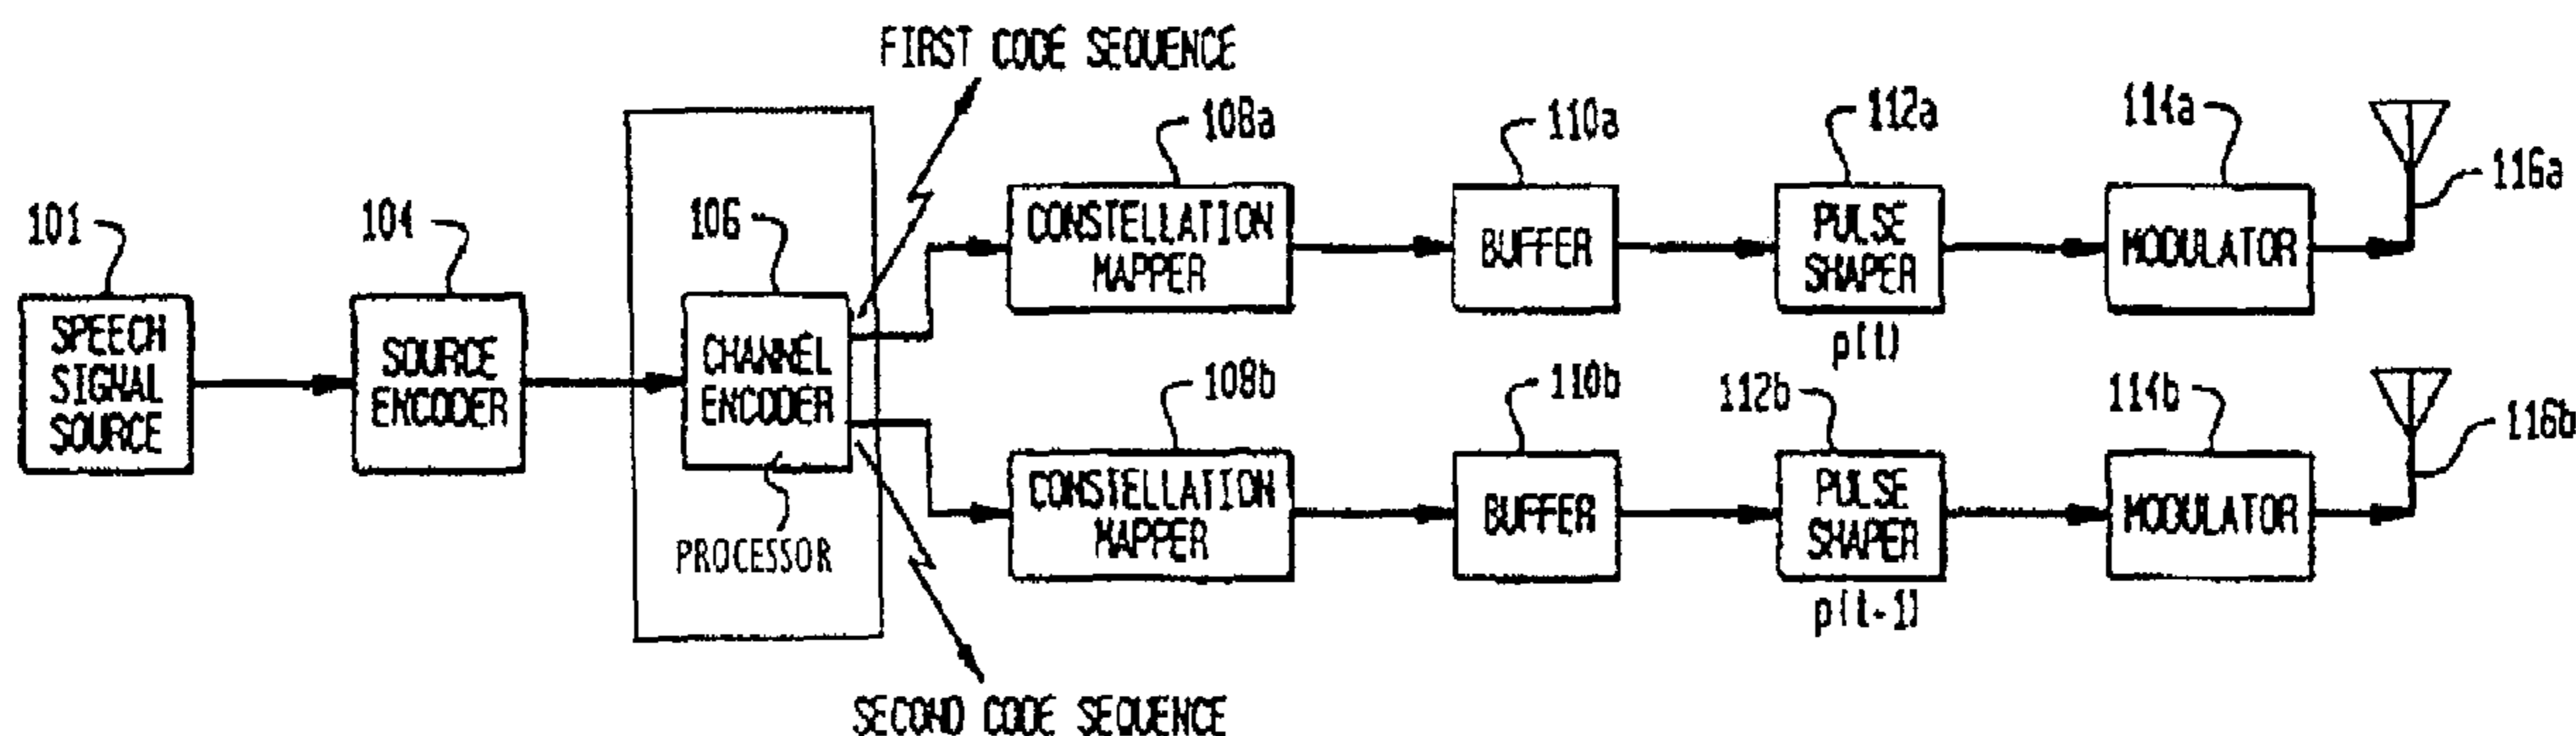 FIRST CODE SEQUENCE
101
SPEECH
SIGNAL
SOURCE
104
SOURCE
ENCODER
106
CHANNEL
ENCODER
PROCESSOR
108a
CONSTELLATION
MAPPER
110a
BUFFER
112a
PULSE
SHAPER
p(t)
114a
MODULATOR
116a
108b
CONSTELLATION
MAPPER
110b
BUFFER
112b
PULSE
SHAPER
p(t-1)
114b
MODULATOR
116b
SECOND CODE SEQUENCE